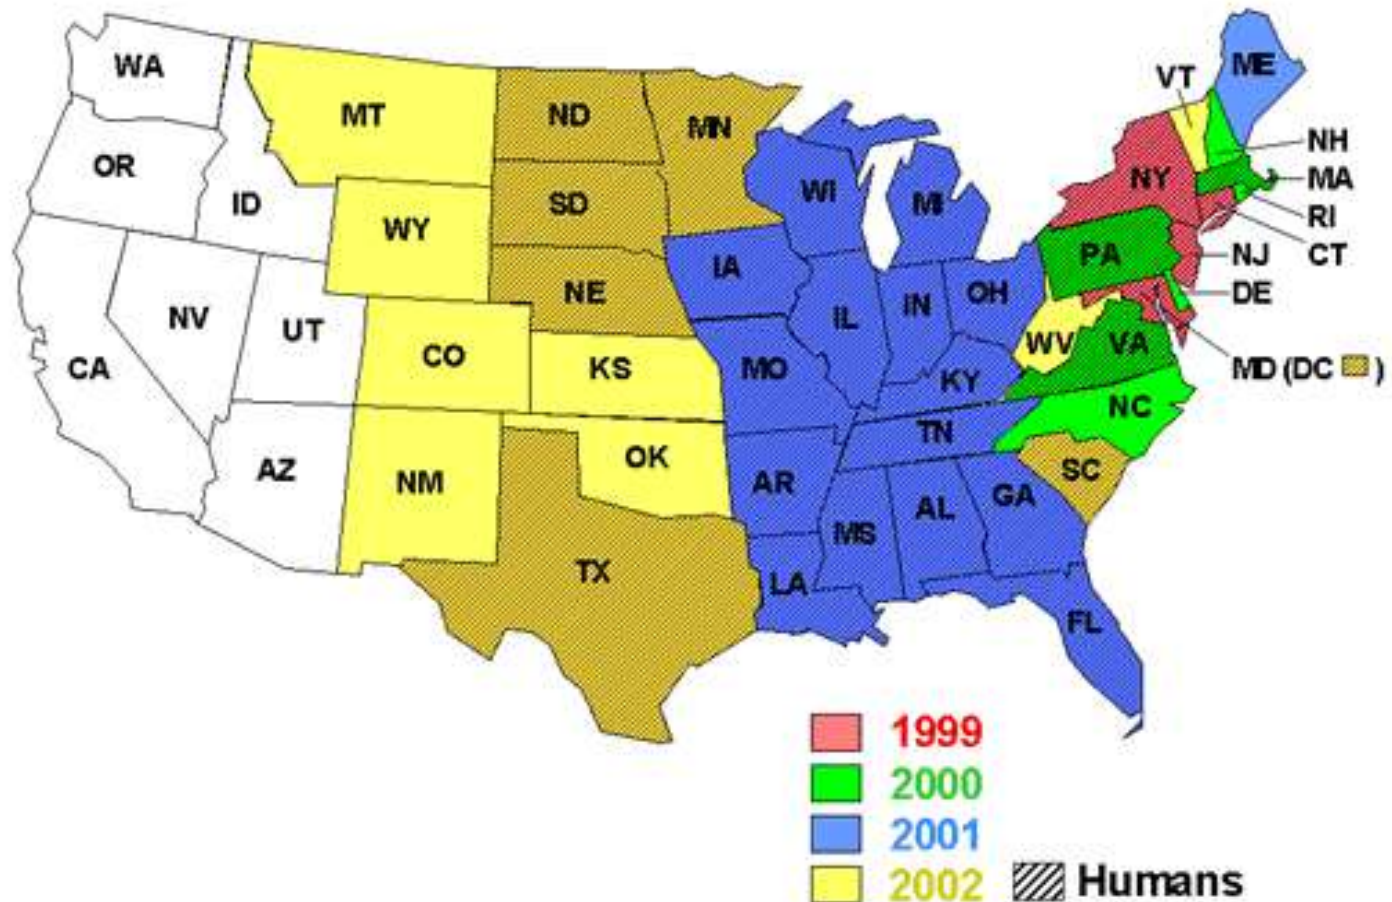 WA
MT
ND
MN
VT
ME
OR
ID
SD
WI
MI
NY
NH
MA
WY
RI
NE
IA
PA
NJ
CT
NV
UT
CO
KS
IL
IN
OH
DE
CA
MO
KY
WV
VA
MD (DC )
AZ
NM
OK
AR
TN
NC
TX
MS
AL
GA
SC
LA
FL
1999
2000
2001
2002
Humans